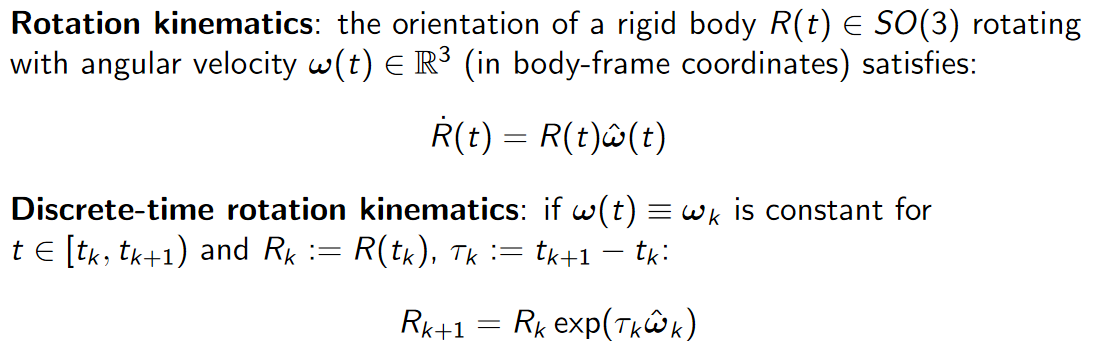 Rotation kinematics: the orientation of a rigid body R(t) ∈ SO(3) rotating
with angular velocity ω(t) ∈ ℝ³ (in body-frame coordinates) satisfies:
Ṙ(t) = R(t)ω̂(t)
Discrete-time rotation kinematics: if ω(t) ≡ ωₖ is constant for
t ∈ [tₖ, tₖ₊₁) and Rₖ := R(tₖ), τₖ := tₖ₊₁ − tₖ:
Rₖ₊₁ = Rₖ exp(τₖω̂ₖ)